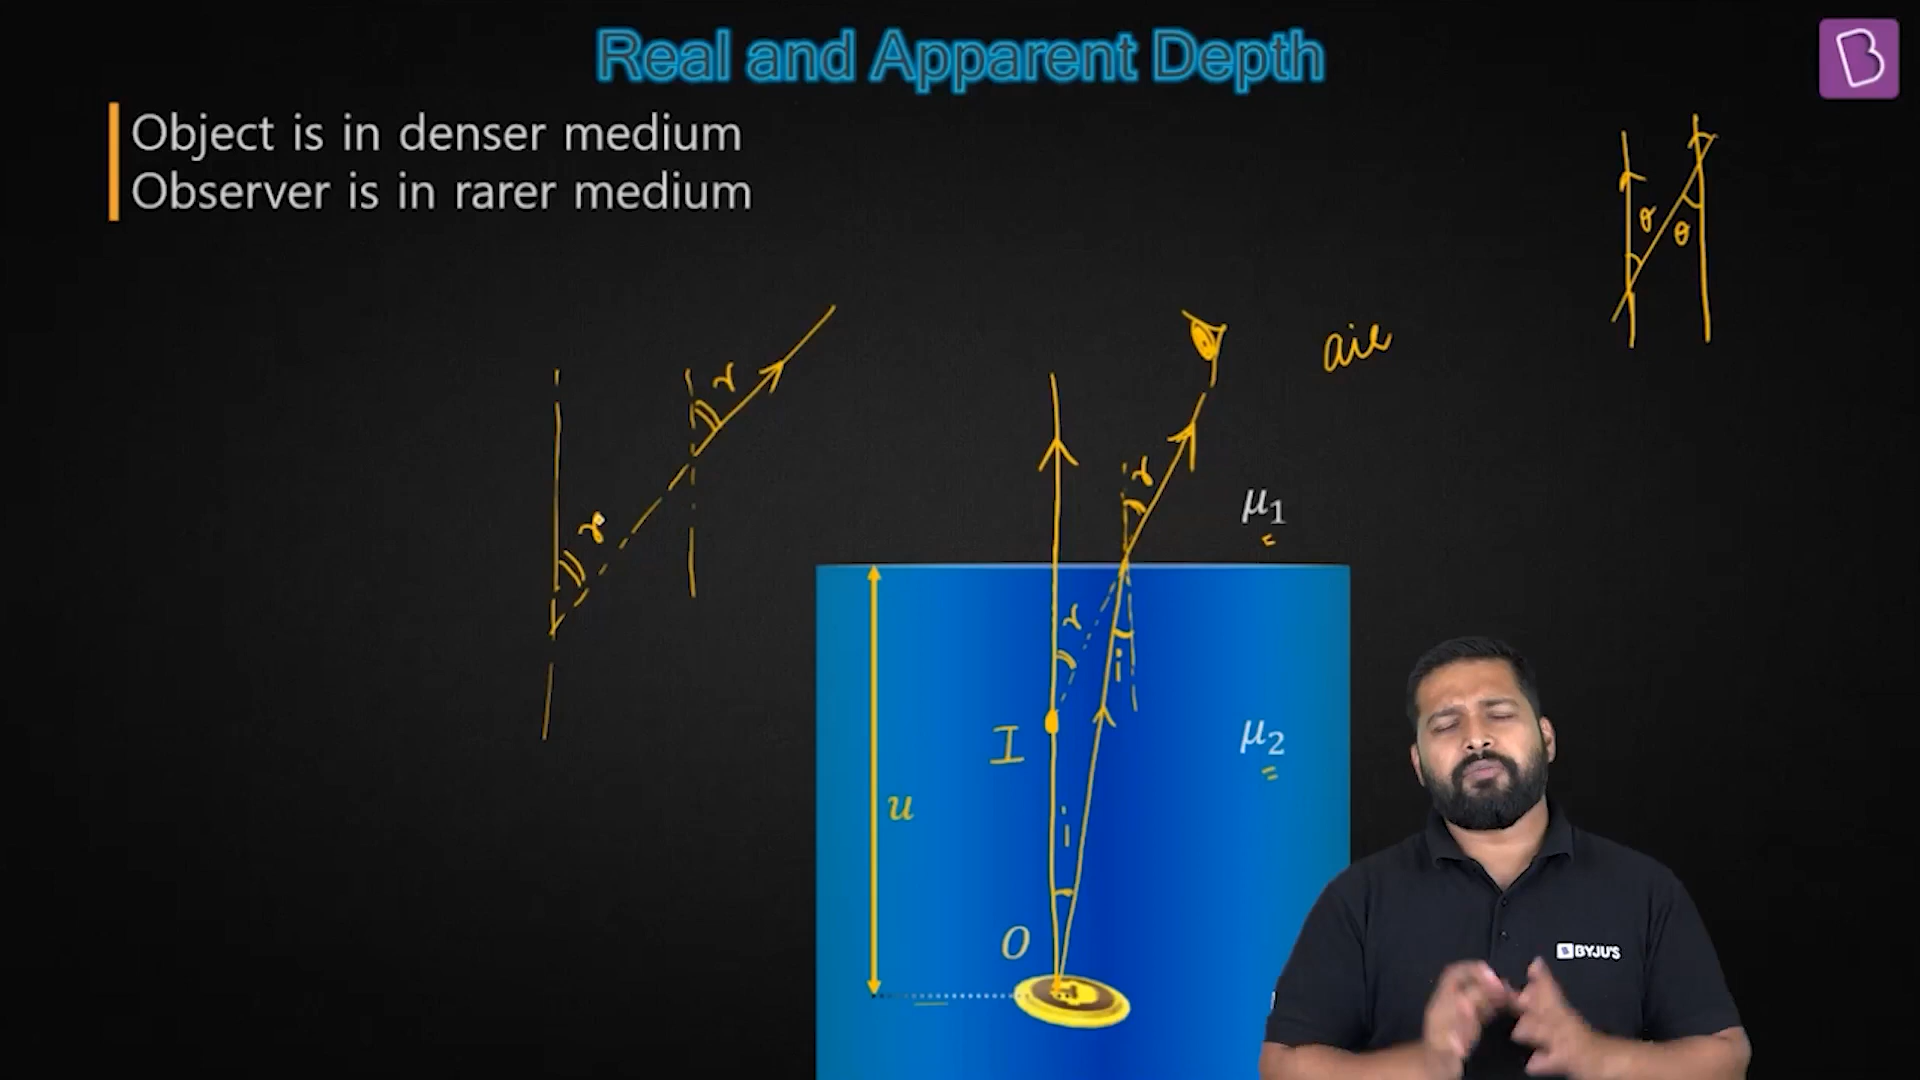 Real and Apparent Depth
B
Object is in denser medium
Observer is in rarer medium
θ
θ
air
r
r
r
μ₁
r
i
I
μ₂
u
i
O
BYJU'S